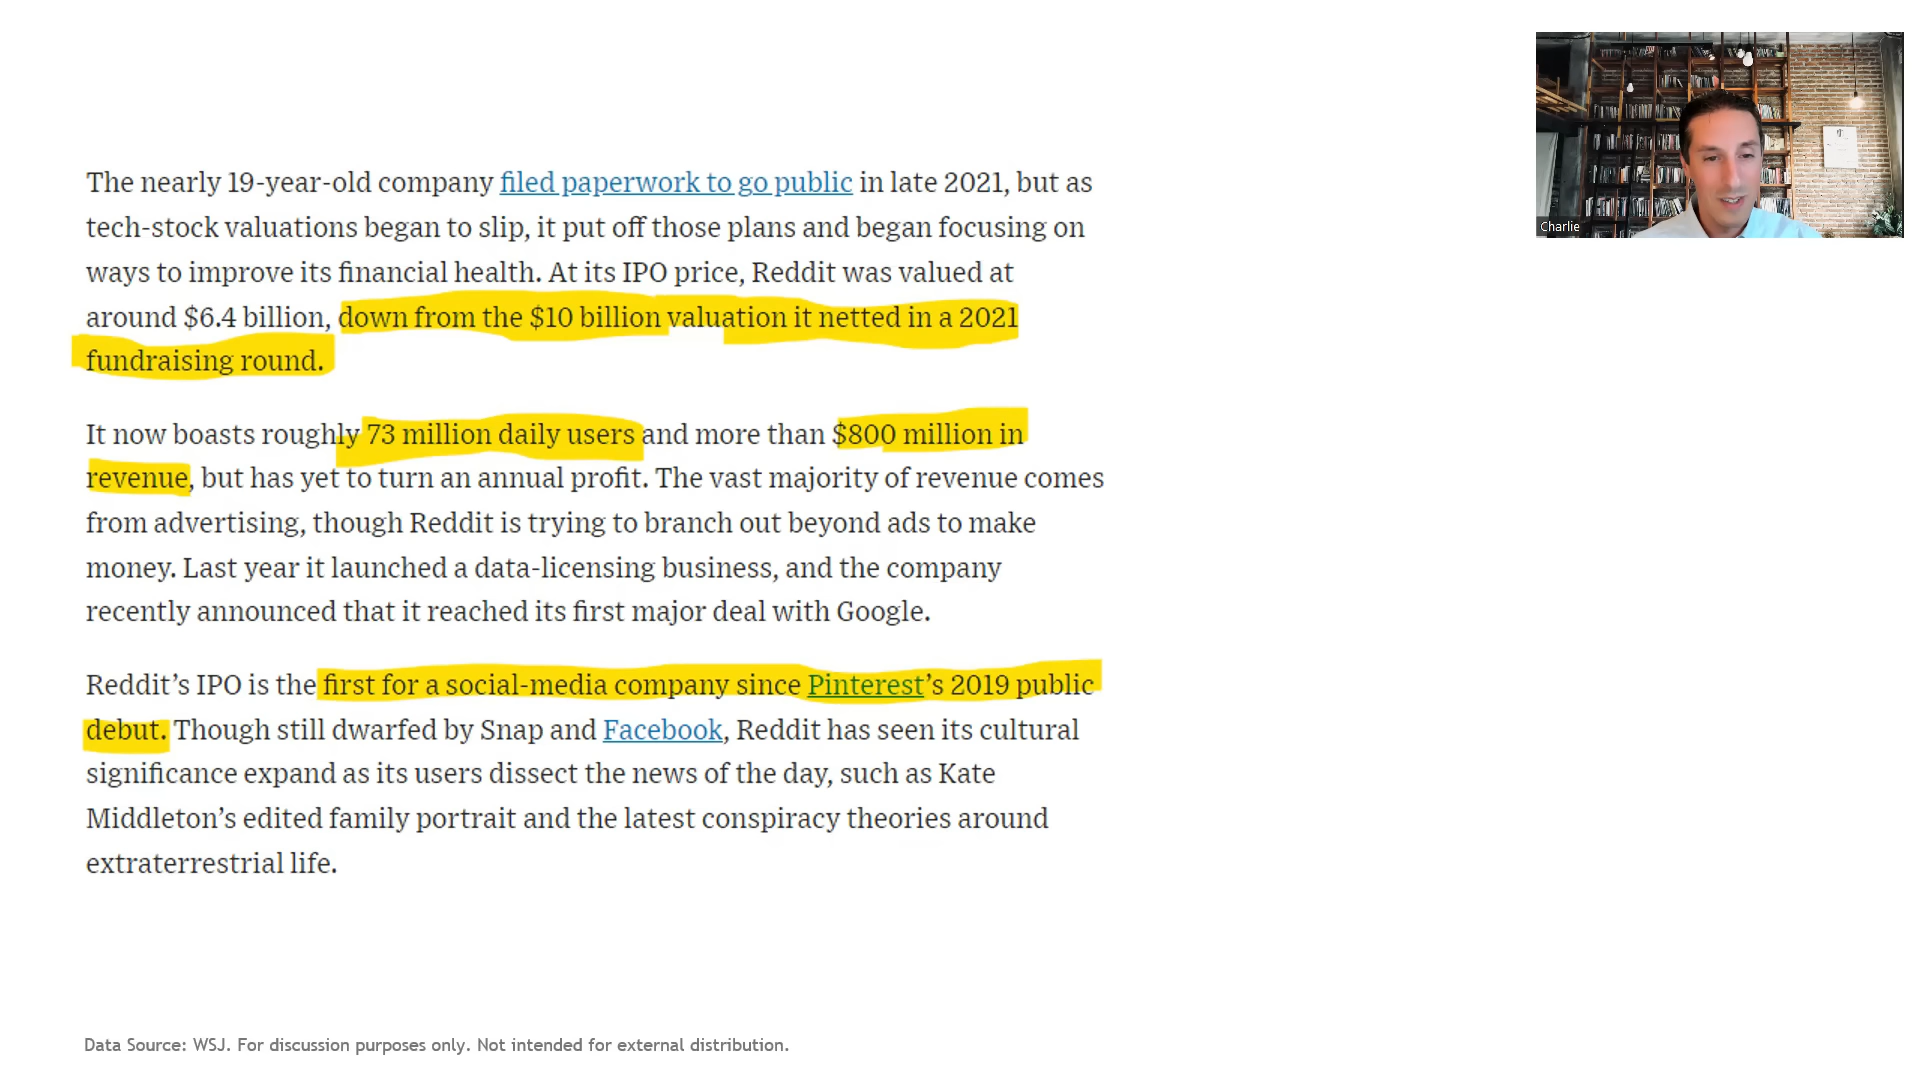 The nearly 19-year-old company filed paperwork to go public in late 2021, but as
tech-stock valuations began to slip, it put off those plans and began focusing on
ways to improve its financial health. At its IPO price, Reddit was valued at
around $6.4 billion, down from the $10 billion valuation it netted in a 2021
fundraising round.
It now boasts roughly 73 million daily users and more than $800 million in
revenue, but has yet to turn an annual profit. The vast majority of revenue comes
from advertising, though Reddit is trying to branch out beyond ads to make
money. Last year it launched a data-licensing business, and the company
recently announced that it reached its first major deal with Google.
Reddit’s IPO is the first for a social-media company since Pinterest’s 2019 public
debut. Though still dwarfed by Snap and Facebook, Reddit has seen its cultural
significance expand as its users dissect the news of the day, such as Kate
Middleton’s edited family portrait and the latest conspiracy theories around
extraterrestrial life.
Charlie
Data Source: WSJ. For discussion purposes only. Not intended for external distribution.